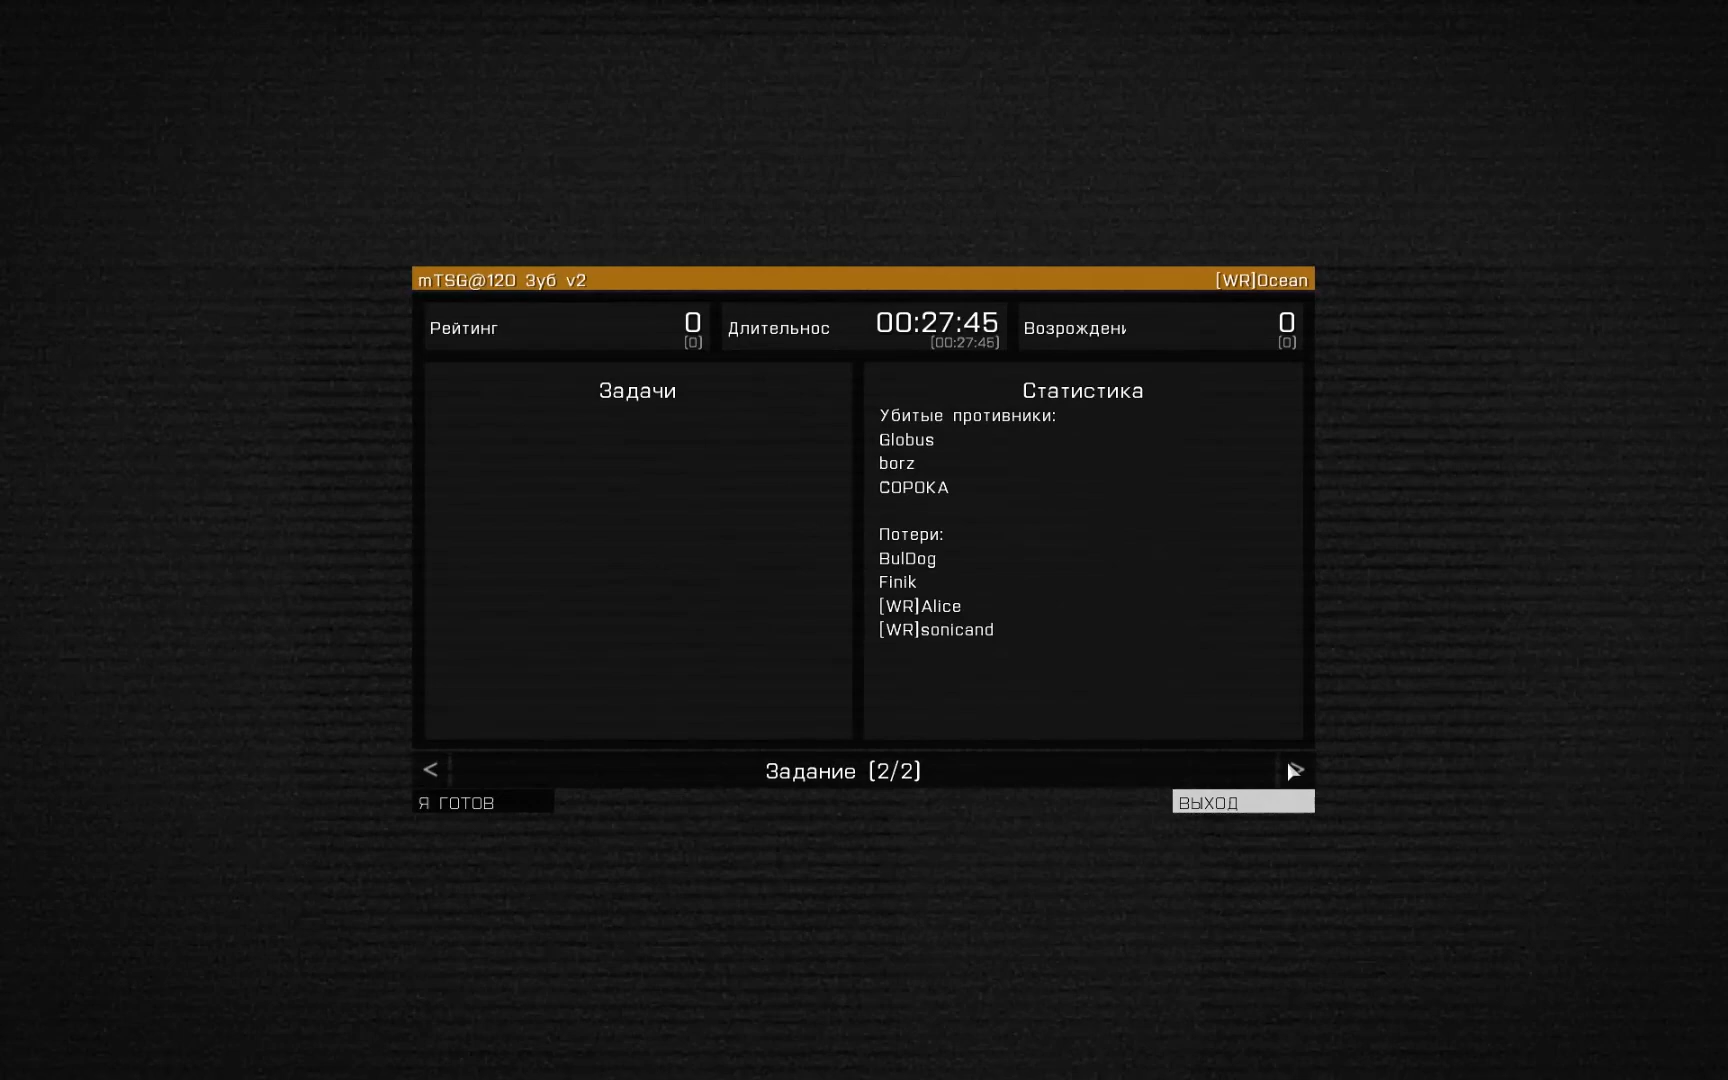 mTSG@120 Зуб v2
[WR]Ocean
Рейтинг
0
(0)
Длительнос
00:27:45
(00:27:45)
Возрождени
0
(0)
Задачи
Статистика
Убитые противники:
Globus
borz
COPOKA
Потери:
BulDog
Finik
[WR]Alice
[WR]sonicand
<
Задание (2/2)
>
Я ГОТОВ
ВЫХОД